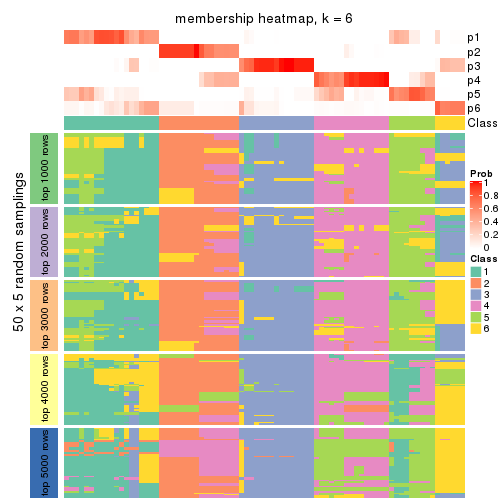 membership heatmap, k = 6
p1
p2
p3
p4
p5
p6
Class
50 x 5 random samplings
top 1000 rows
top 2000 rows
top 3000 rows
top 4000 rows
top 5000 rows
Prob
1
0.8
0.6
0.4
0.2
0
Class
1
2
3
4
5
6